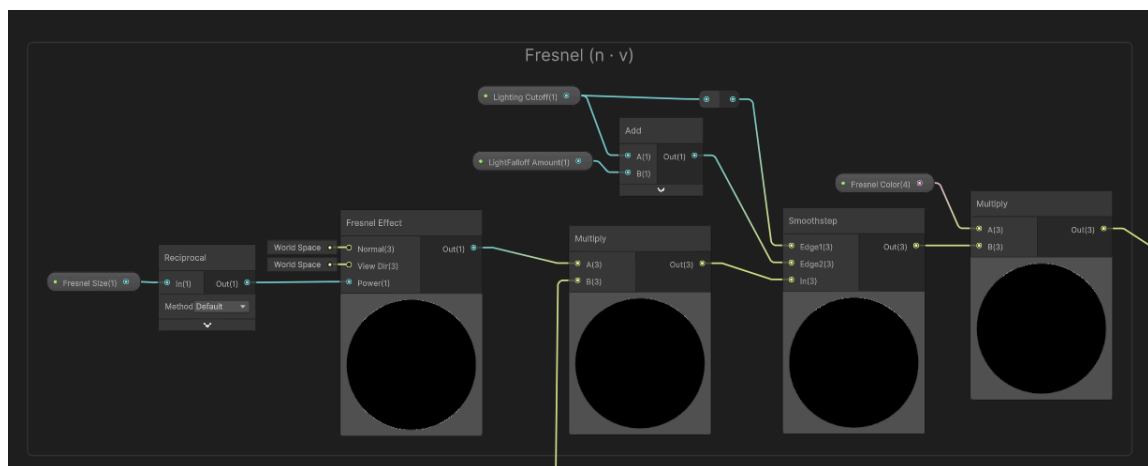 Fresnel (n · v)
Lighting Cutoff(1)
Add
A(1)
Out(1)
B(1)
LightFalloff Amount(1)
Fresnel Color(4)
Multiply
A(3)
Out(3)
B(3)
Smoothstep
Edge1(3)
Out(3)
Edge2(3)
In(3)
Fresnel Effect
World Space
Normal(3)
Out(1)
World Space
View Dir(3)
Power(1)
Multiply
A(3)
Out(3)
B(3)
Reciprocal
Fresnel Size(1)
In(1)
Out(1)
Method Default